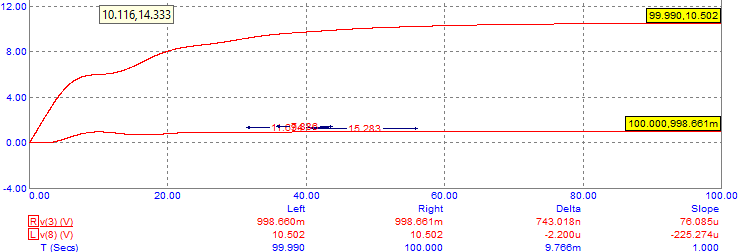 12.00
10.116,14.333
99.990,10.502
8.00
4.00
100.000,998.661m
15.283
0.00
-4.00
0.00 20.00 40.00 60.00 80.00 100.00
Left Right Delta Slope
R v(3) (V) 998.660m 998.661m 743.018n 76.085u
L v(8) (V) 10.502 10.502 -2.200u -225.274u
T (Secs) 99.990 100.000 9.766m 1.000